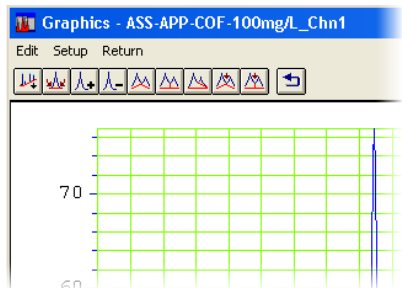 Graphics - ASS-APP-COF-100mg/L_Chn1
Edit Setup Return
70
60